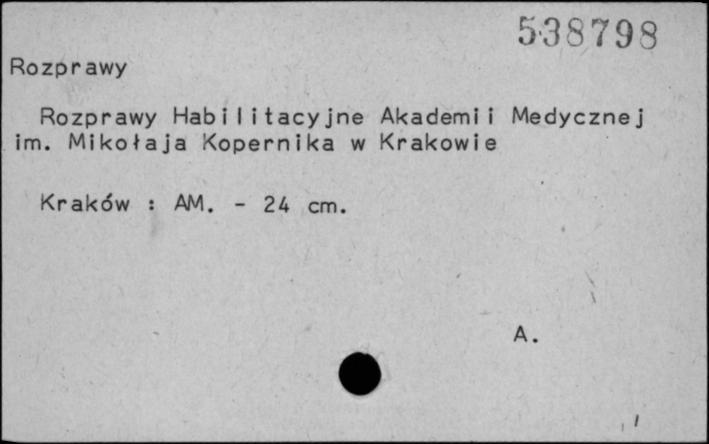 538798
Rozprawy
Rozprawy Habilitacyjne Akademii Medycznej
im. Mikołaja Kopernika w Krakowie
Kraków : AM. - 24 cm.
A.